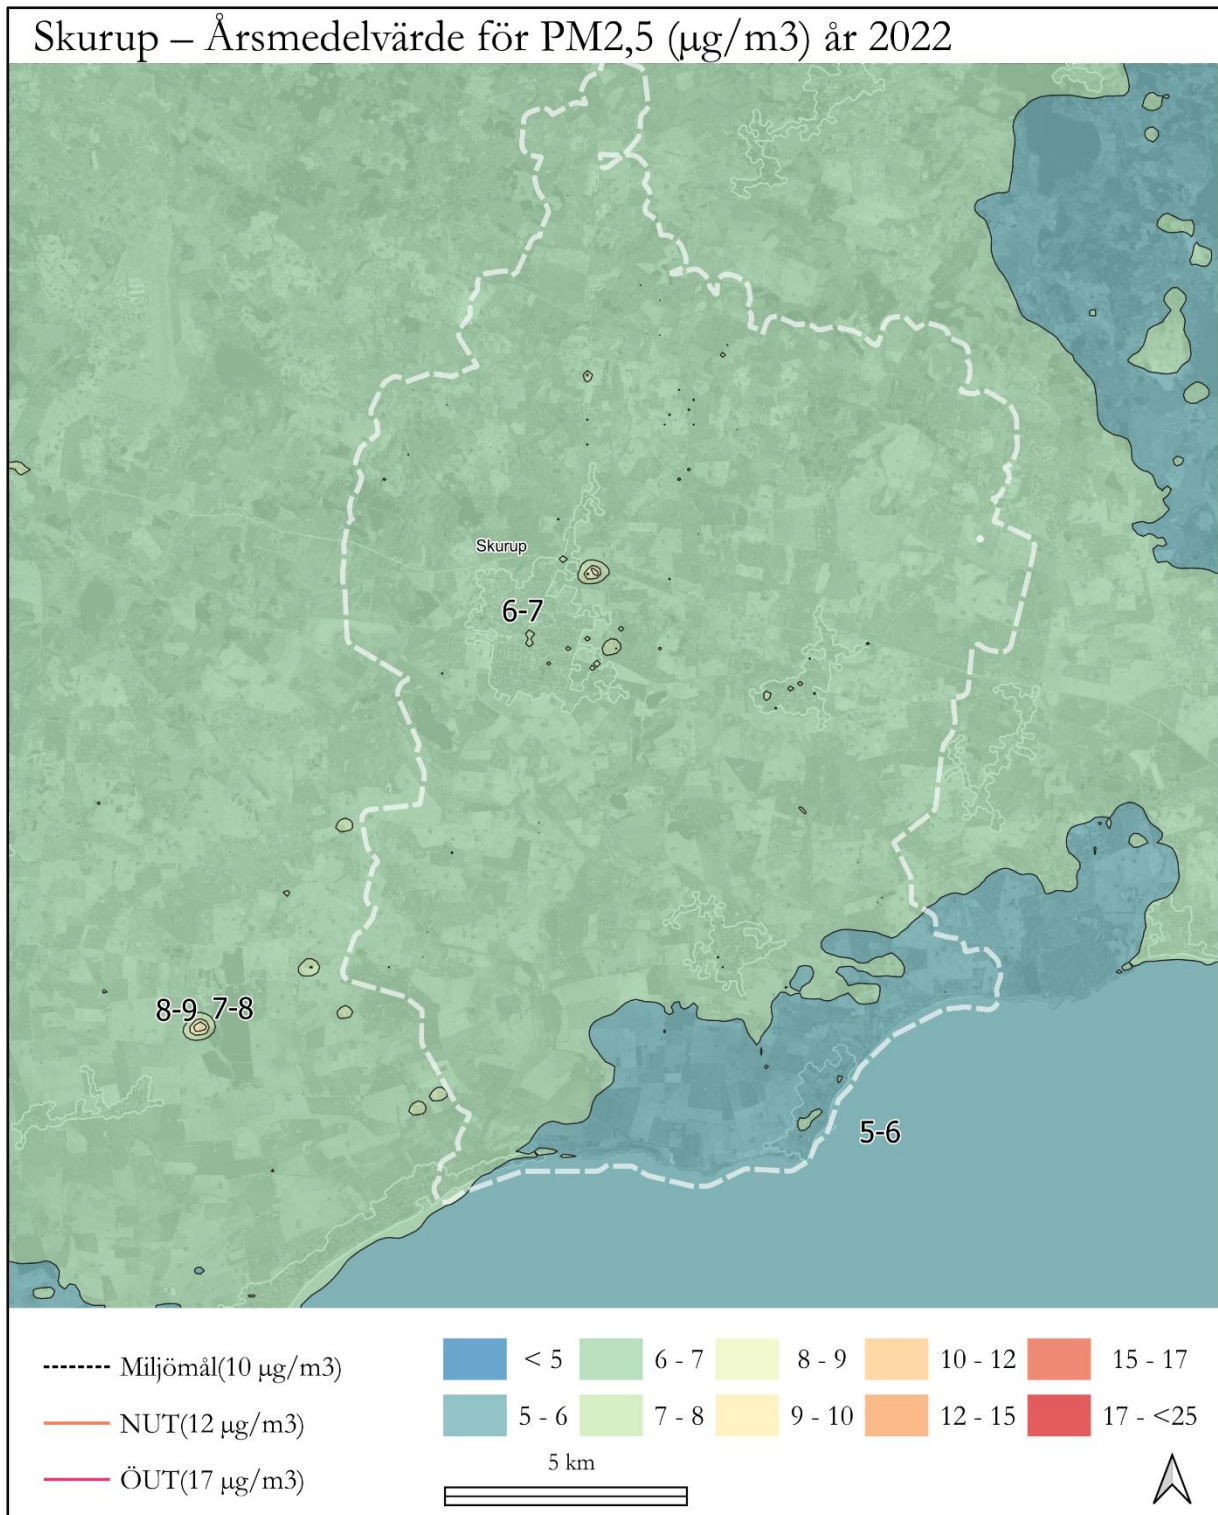 Skurup – Årsmedelvärde för PM2,5 (μg/m3) år 2022
Skurup
6-7
8-9 7-8
5-6
Miljömål(10 μg/m3)
NUT(12 μg/m3)
ÖUT(17 μg/m3)
< 5
6 - 7
8 - 9
10 - 12
15 - 17
5 - 6
7 - 8
9 - 10
12 - 15
17 - <25
5 km